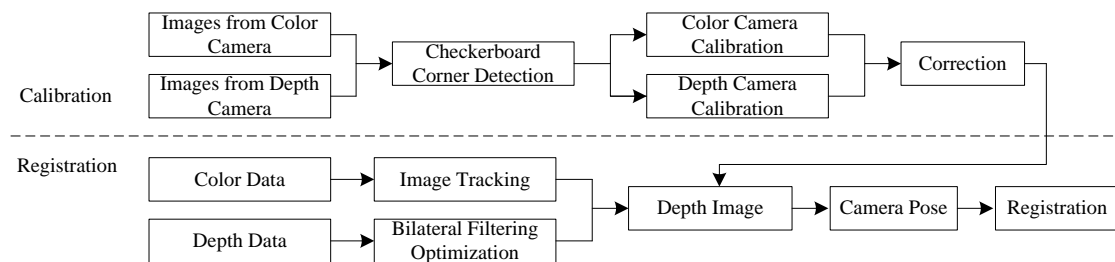 Images from Color
Camera
Images from Depth
Camera
Checkerboard
Corner Detection
Color Camera
Calibration
Depth Camera
Calibration
Correction
Calibration
Registration
Color Data
Image Tracking
Depth Data
Bilateral Filtering
Optimization
Depth Image
Camera Pose
Registration